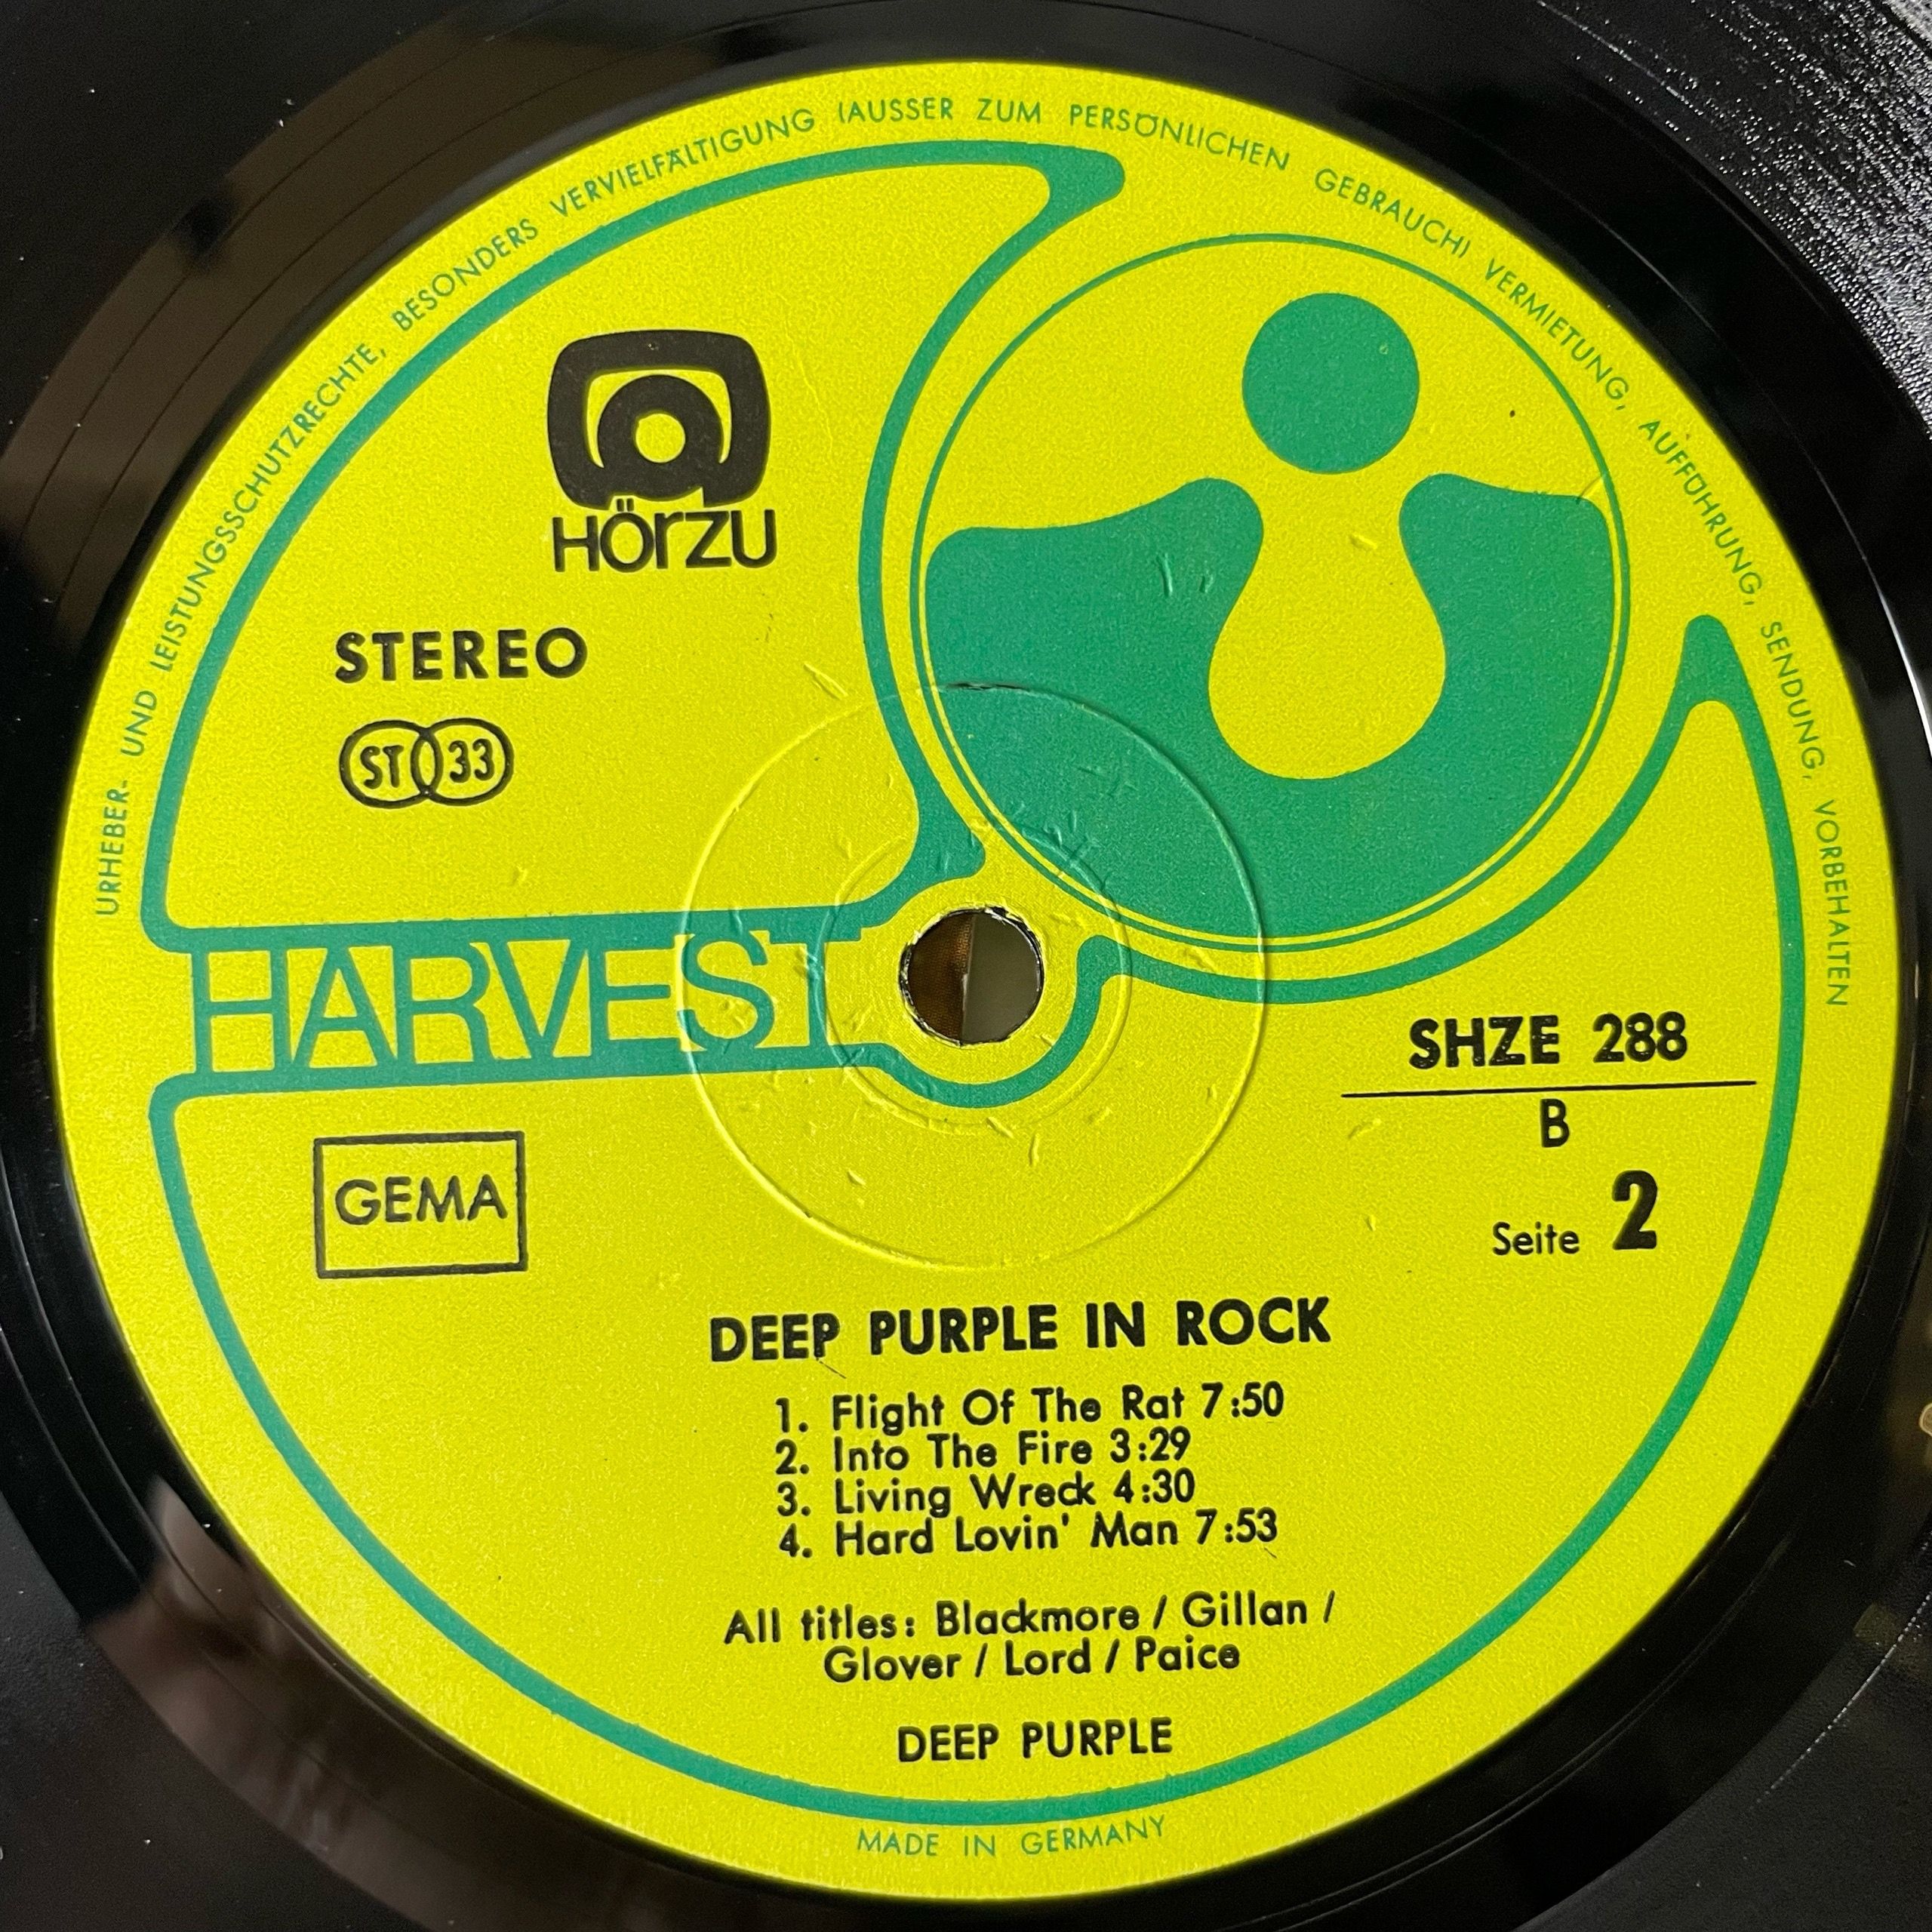 URHEBER- UND LEISTUNGSSCHUTZRECHTE, BESONDERS VERVIELFÄLTIGUNG (AUSSER ZUM PERSÖNLICHEN GEBRAUCH) VERMIETUNG, AUFFÜHRUNG, SENDUNG, VORBEHALTEN
HÖRZU
STEREO
ST 33
HARVEST
SHZE 288
B
Seite 2
GEMA
DEEP PURPLE IN ROCK
1. Flight Of The Rat 7:50
2. Into The Fire 3:29
3. Living Wreck 4:30
4. Hard Lovin' Man 7:53
All titles: Blackmore / Gillan /
Glover / Lord / Paice
DEEP PURPLE
MADE IN GERMANY